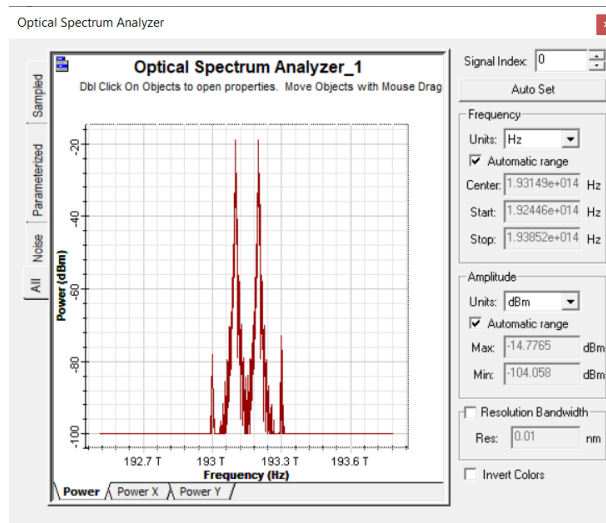 Optical Spectrum Analyzer
Optical Spectrum Analyzer_1
Dbl Click On Objects to open properties. Move Objects with Mouse Drag
Sampled
Parameterized
Noise
All
Power (dBm)
-20
-40
-60
-80
-100
192.7 T
193 T
193.3 T
193.6 T
Frequency (Hz)
Power
Power X
Power Y
Signal Index: 0
Auto Set
Frequency
Units: Hz
Automatic range
Center: 1.93149e+014 Hz
Start: 1.92446e+014 Hz
Stop: 1.93852e+014 Hz
Amplitude
Units: dBm
Automatic range
Max: -14.7765 dBm
Min: -104.058 dBm
Resolution Bandwidth
Res: 0.01 nm
Invert Colors